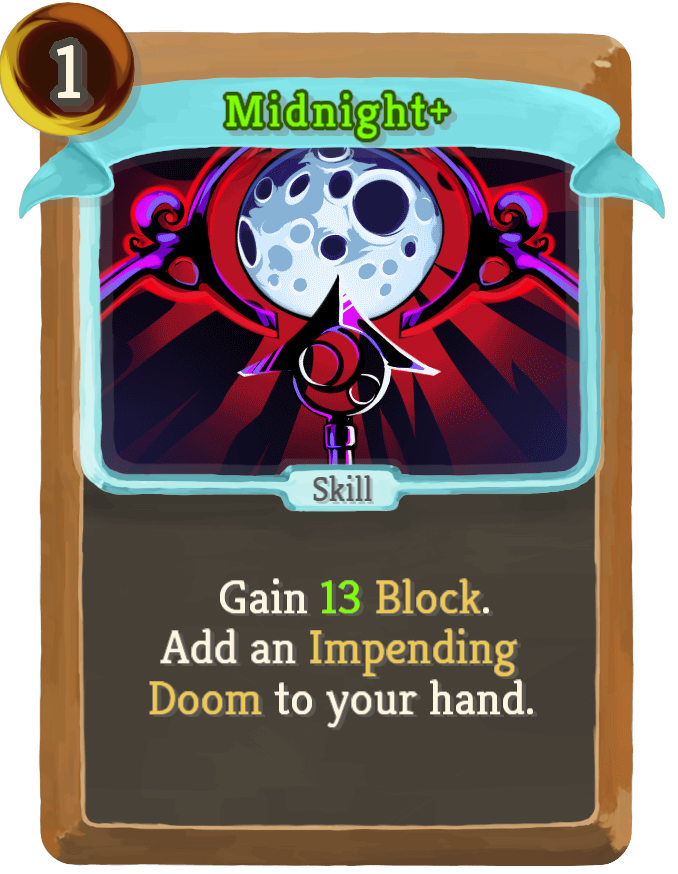 1
Midnight+
Skill
Gain 13 Block.
Add an Impending
Doom to your hand.